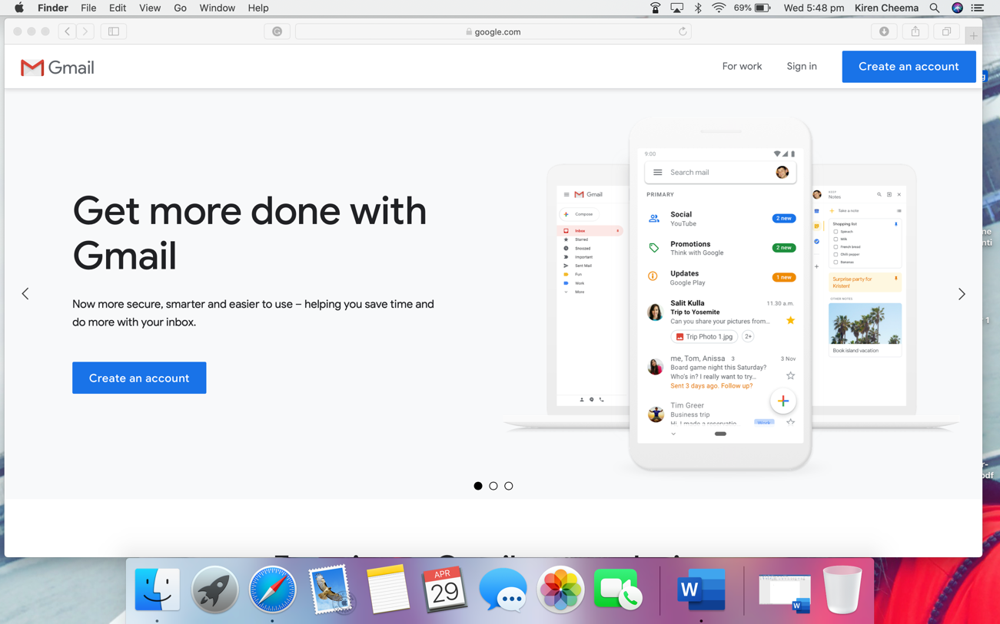 Finder File Edit View Go Window Help 69% Wed 5:48 pm Kiren Cheema
google.com
Gmail
For work Sign in Create an account
Get more done with
Gmail
Now more secure, smarter and easier to use – helping you save time and
do more with your inbox.
Create an account
Gmail
Compose
Inbox
Starred
Snoozed
Important
Sent Mail
Fun
Work
More
9:00
Search mail
PRIMARY
Social
YouTube
2 new
Promotions
Think with Google
2 new
Updates
Google Play
1 new
Salit Kulla 11.30 a.m.
Trip to Yosemite
Can you share your pictures from...
Trip Photo 1.jpg 2+
me, Tom, Anissa 3 3 Nov
Board game night this Saturday?
Who's in? I really want to try...
Sent 3 days ago. Follow up?
Tim Greer
Business trip
Hi, I made a reservatio... Work
KEEP
Notes
Take a note
Shopping list
Spinach
Milk
French bread
Chili pepper
Bananas
Surprise party for
Kristen!
OTHER NOTES
Book island vacation
APR
29
W
W